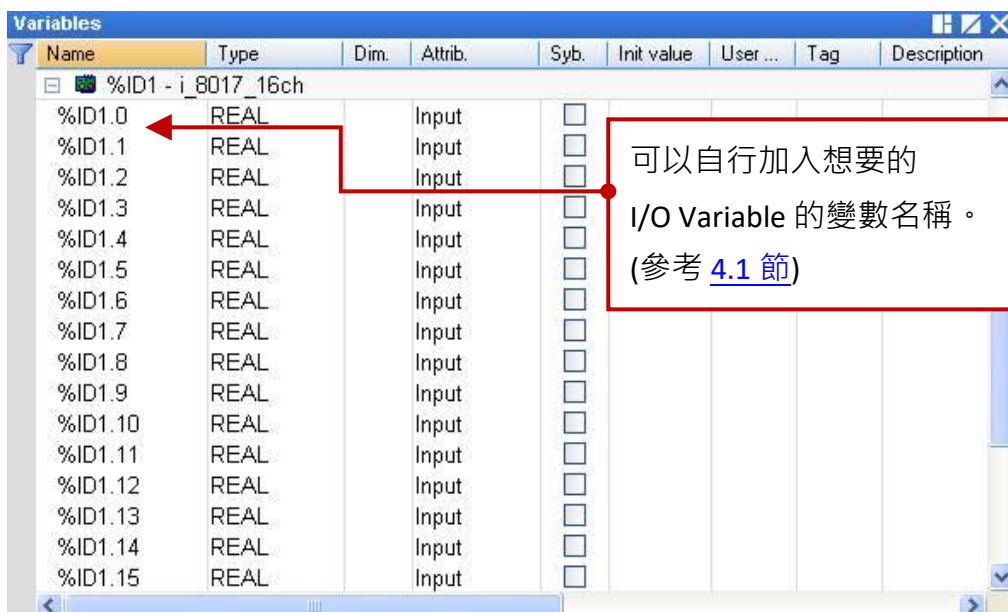 Variables
Name Type Dim. Attrib. Syb. Init value User ... Tag Description
%ID1 - i_8017_16ch
%ID1.0 REAL Input
%ID1.1 REAL Input
%ID1.2 REAL Input
%ID1.3 REAL Input
%ID1.4 REAL Input
%ID1.5 REAL Input
%ID1.6 REAL Input
%ID1.7 REAL Input
%ID1.8 REAL Input
%ID1.9 REAL Input
%ID1.10 REAL Input
%ID1.11 REAL Input
%ID1.12 REAL Input
%ID1.13 REAL Input
%ID1.14 REAL Input
%ID1.15 REAL Input
可以自行加入想要的
I/O Variable 的變數名稱。
(參考 4.1 節)